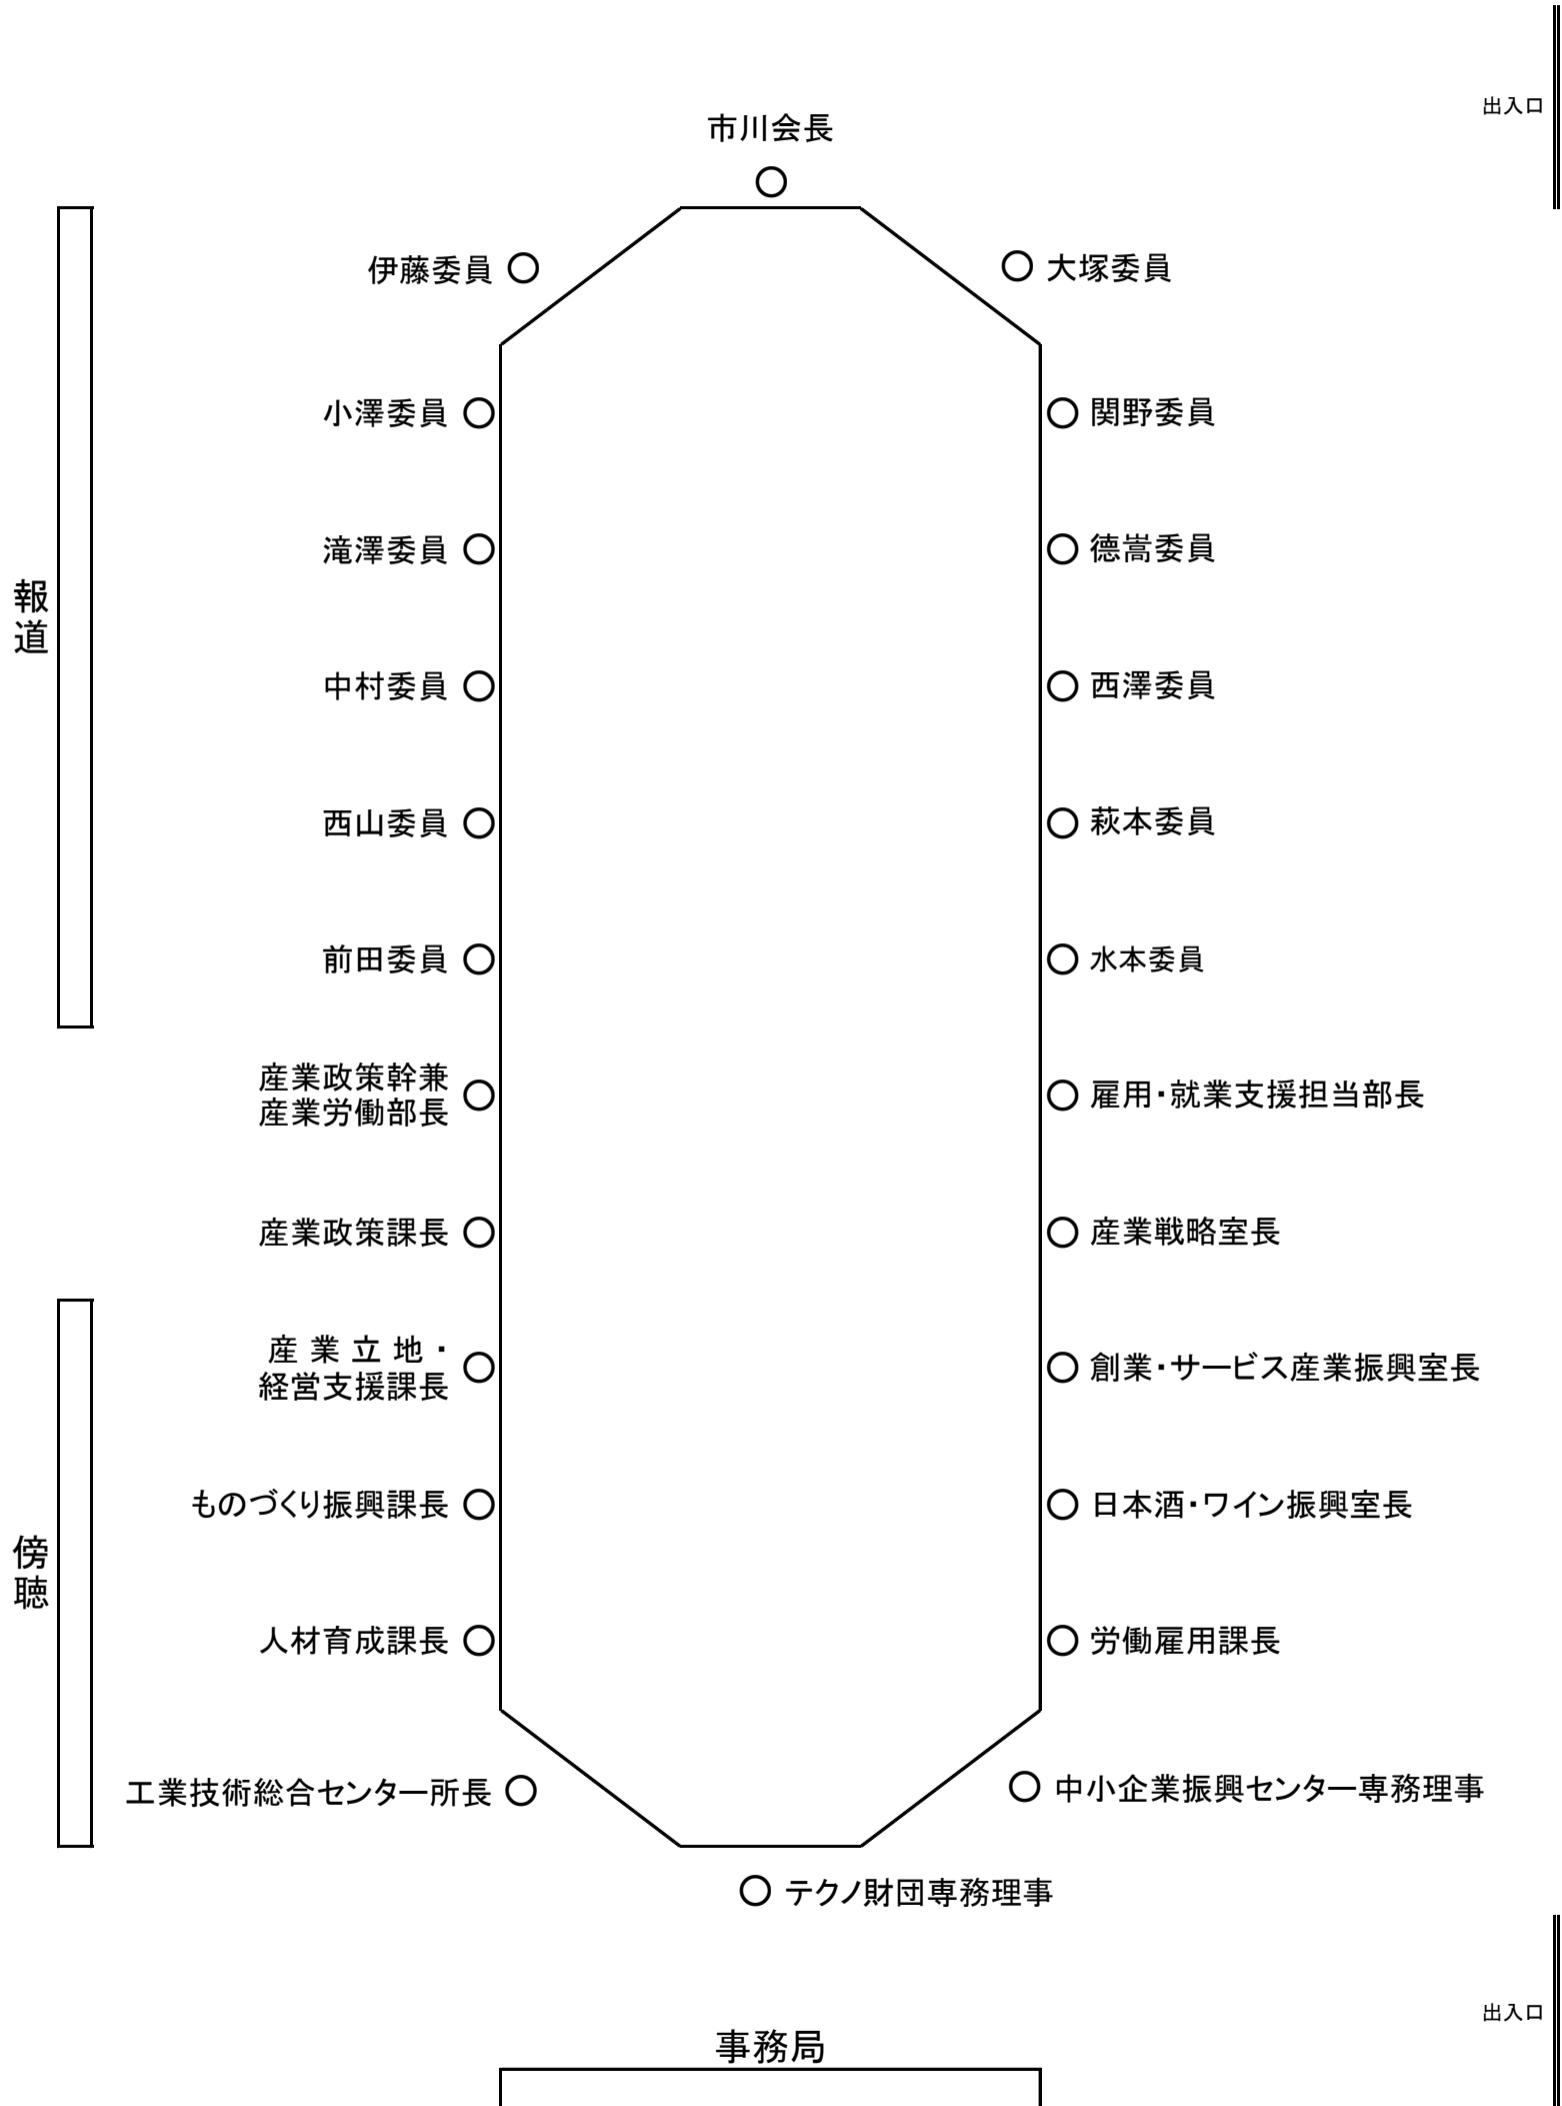 出入口
市川会長
伊藤委員
大塚委員
小澤委員
関野委員
滝澤委員
德嵩委員
報道
中村委員
西澤委員
西山委員
萩本委員
前田委員
水本委員
産業政策幹兼
産業労働部長
雇用・就業支援担当部長
産業政策課長
産業戦略室長
産業立地・
経営支援課長
創業・サービス産業振興室長
ものづくり振興課長
日本酒・ワイン振興室長
傍聴
人材育成課長
労働雇用課長
工業技術総合センター所長
中小企業振興センター専務理事
テクノ財団専務理事
出入口
事務局